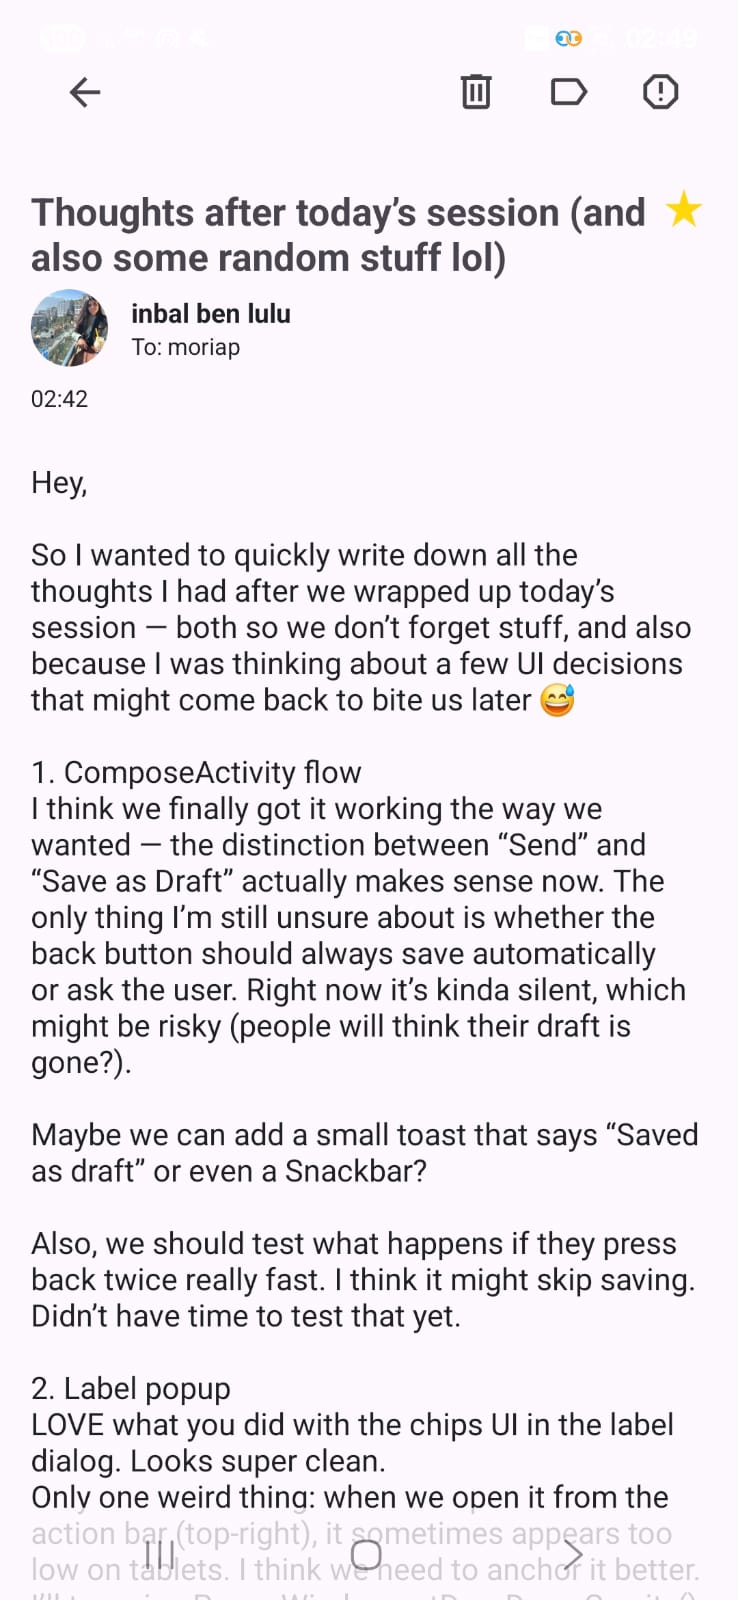 02:49
Thoughts after today's session (and
also some random stuff lol)
inbal ben lulu
To: moriap
02:42
Hey,
So I wanted to quickly write down all the
thoughts I had after we wrapped up today's
session — both so we don't forget stuff, and also
because I was thinking about a few UI decisions
that might come back to bite us later 😅
1. ComposeActivity flow
I think we finally got it working the way we
wanted — the distinction between “Send” and
“Save as Draft” actually makes sense now. The
only thing I'm still unsure about is whether the
back button should always save automatically
or ask the user. Right now it's kinda silent, which
might be risky (people will think their draft is
gone?).
Maybe we can add a small toast that says “Saved
as draft” or even a Snackbar?
Also, we should test what happens if they press
back twice really fast. I think it might skip saving.
Didn't have time to test that yet.
2. Label popup
LOVE what you did with the chips UI in the label
dialog. Looks super clean.
Only one weird thing: when we open it from the
action bar (top-right), it sometimes appears too
low on tablets. I think we need to anchor it better.